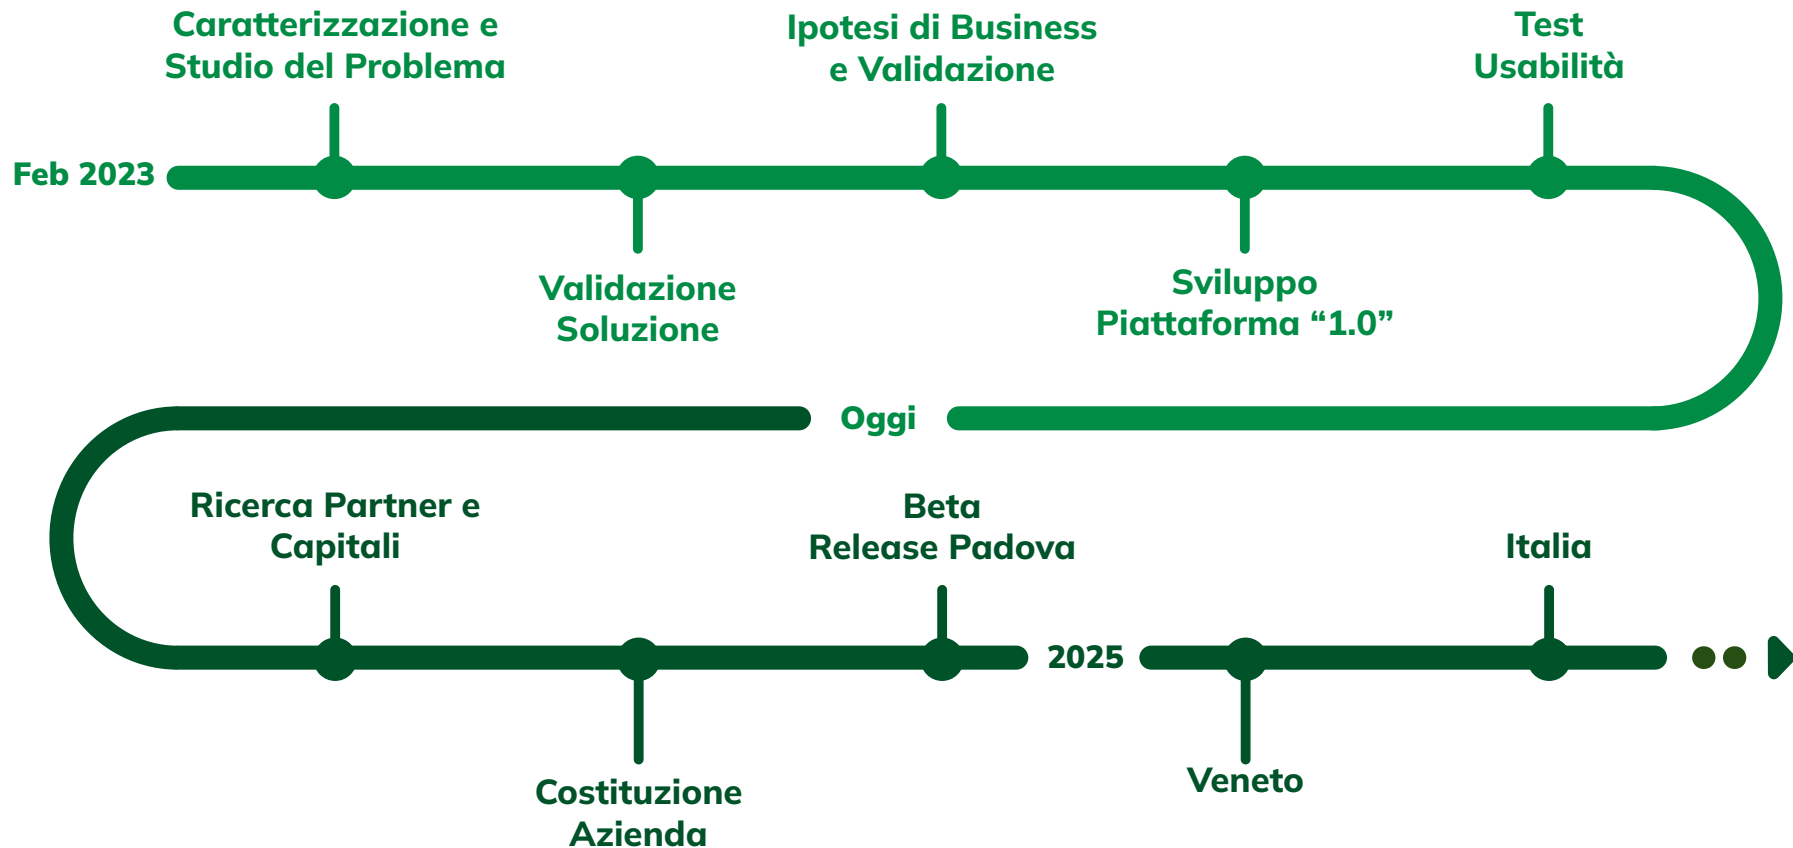 Feb 2023
Caratterizzazione e
Studio del Problema
Validazione
Soluzione
Ipotesi di Business
e Validazione
Sviluppo
Piattaforma “1.0”
Test
Usabilità
Oggi
Ricerca Partner e
Capitali
Costituzione
Azienda
Beta
Release Padova
2025
Veneto
Italia